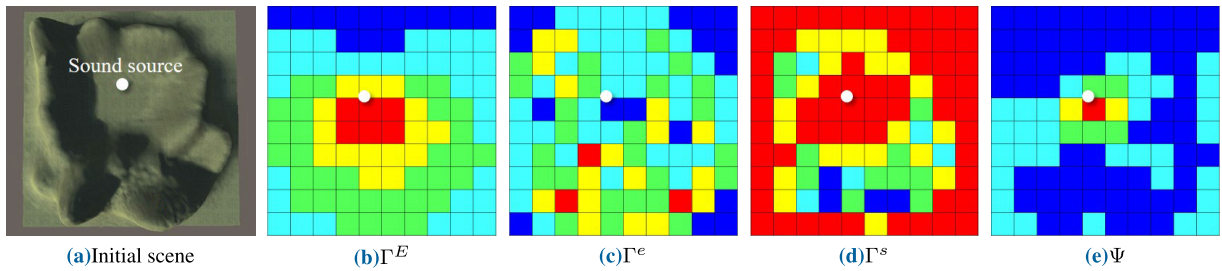 Sound source
(a)Initial scene
(b)Γ^E
(c)Γ^e
(d)Γ^s
(e)Ψ